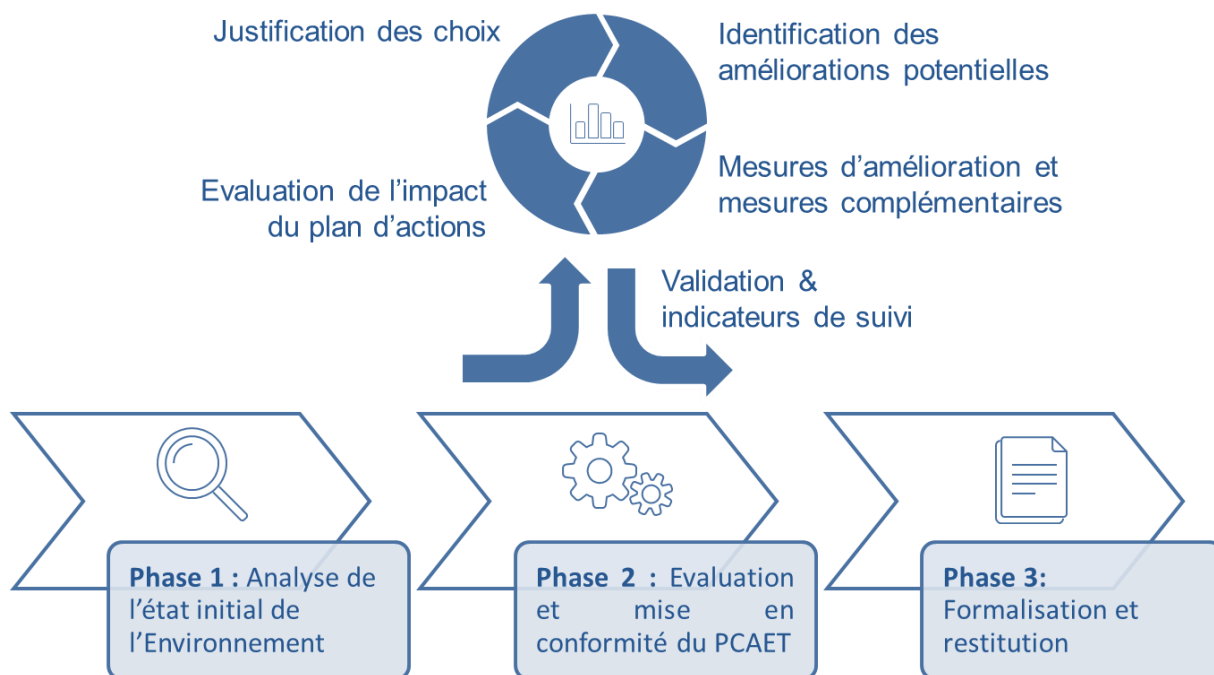 Justification des choix
Identification des
améliorations potentielles
Evaluation de l'impact
du plan d'actions
Mesures d'amélioration et
mesures complémentaires
Validation &
indicateurs de suivi
Phase 1 : Analyse de
l'état initial de
l'Environnement
Phase 2 : Evaluation
et mise en
conformité du PCAET
Phase 3:
Formalisation et
restitution